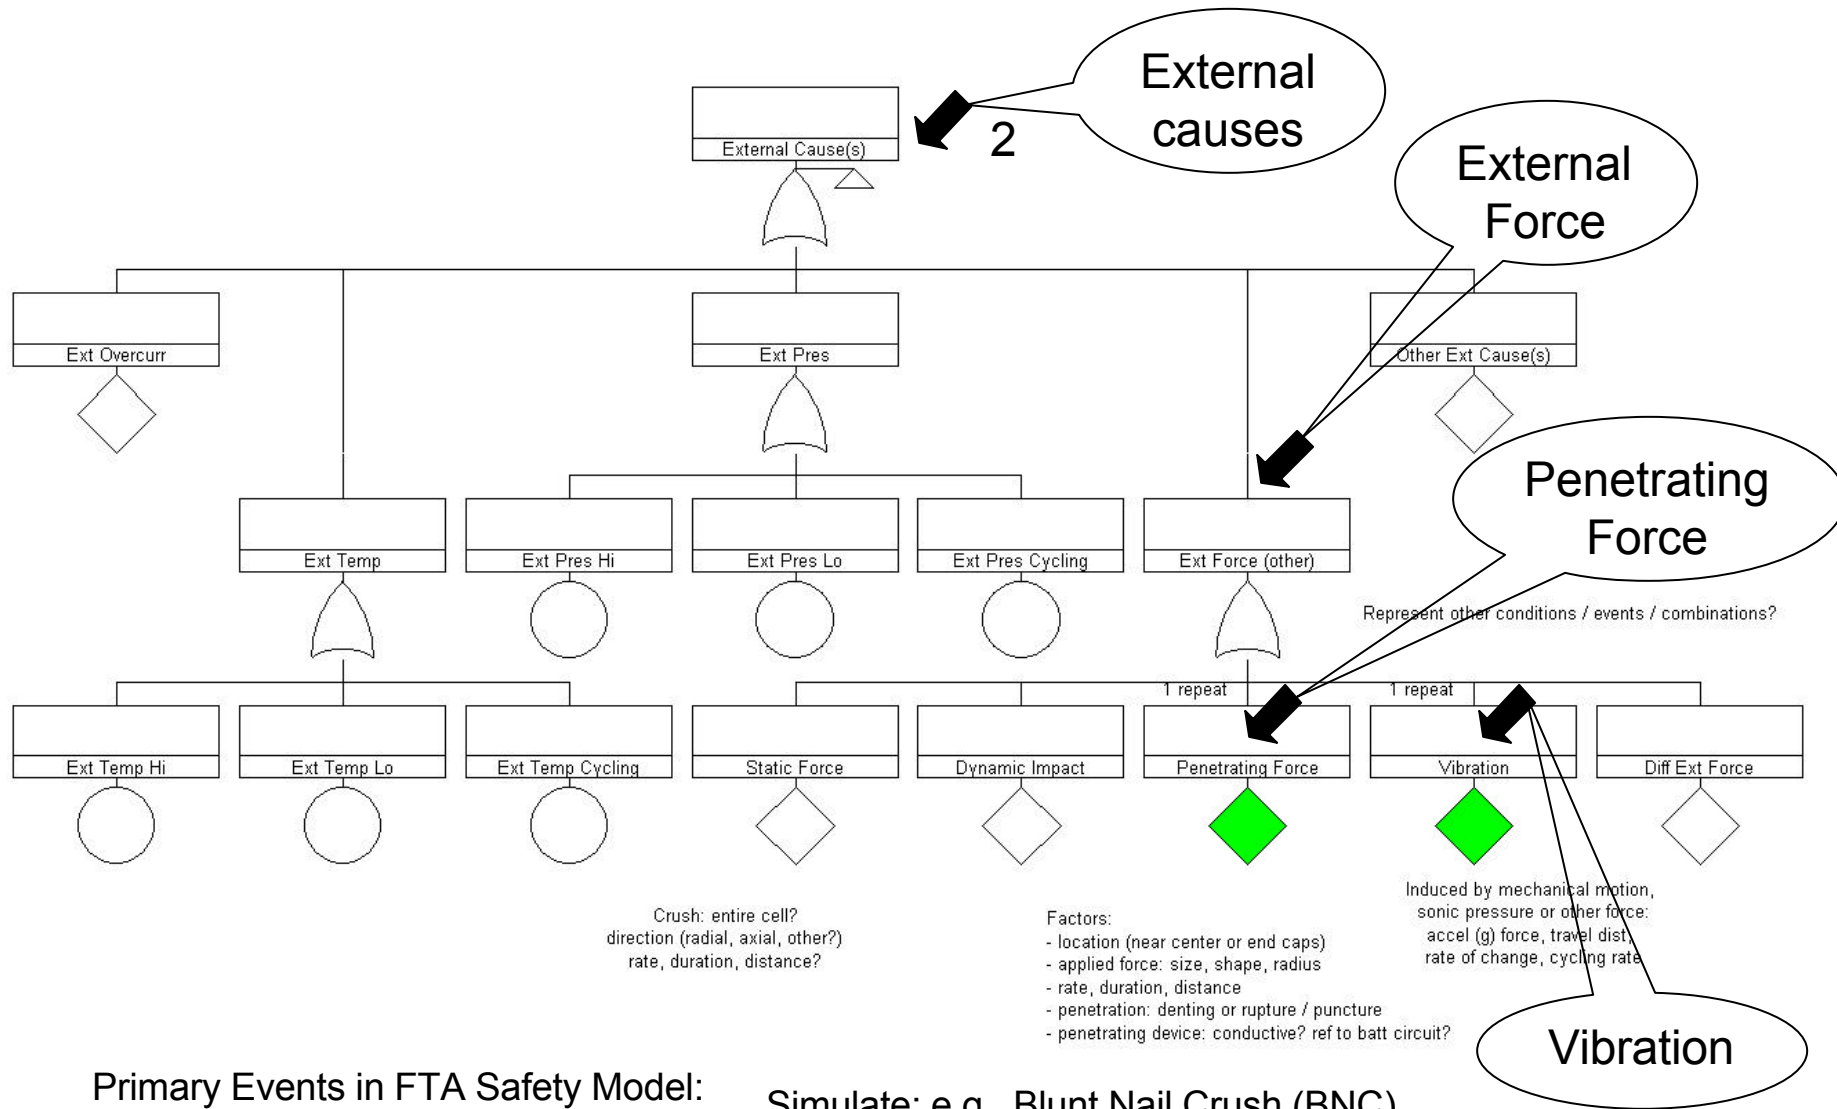 External
causes
2
External Cause(s)
External
Force
Ext Overcurr
Ext Pres
Other Ext Cause(s)
Penetrating
Force
Ext Temp
Ext Pres Hi
Ext Pres Lo
Ext Pres Cycling
Ext Force (other)
Represent other conditions / events / combinations?
1 repeat
1 repeat
Ext Temp Hi
Ext Temp Lo
Ext Temp Cycling
Static Force
Dynamic Impact
Penetrating Force
Vibration
Diff Ext Force
Crush: entire cell?
direction (radial, axial, other?)
rate, duration, distance?
Factors:
- location (near center or end caps)
- applied force: size, shape, radius
- rate, duration, distance
- penetration: denting or rupture / puncture
- penetrating device: conductive? ref to batt circuit?
Induced by mechanical motion,
sonic pressure or other force:
accel (g) force, travel dist,
rate of change, cycling rate
Vibration
Primary Events in FTA Safety Model:
Simulate: e.g., Blunt Nail Crush (BNC)